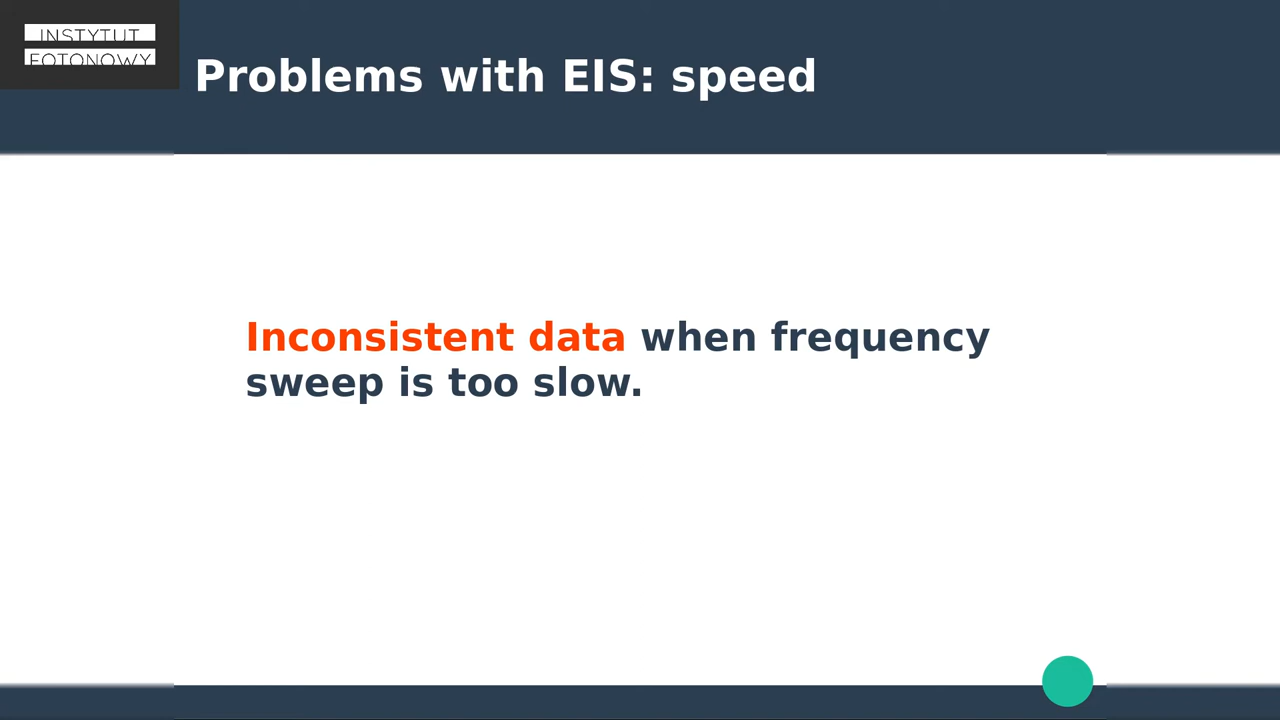 INSTYTUT
FOTONOWY
Problems with EIS: speed
Inconsistent data when frequency
sweep is too slow.